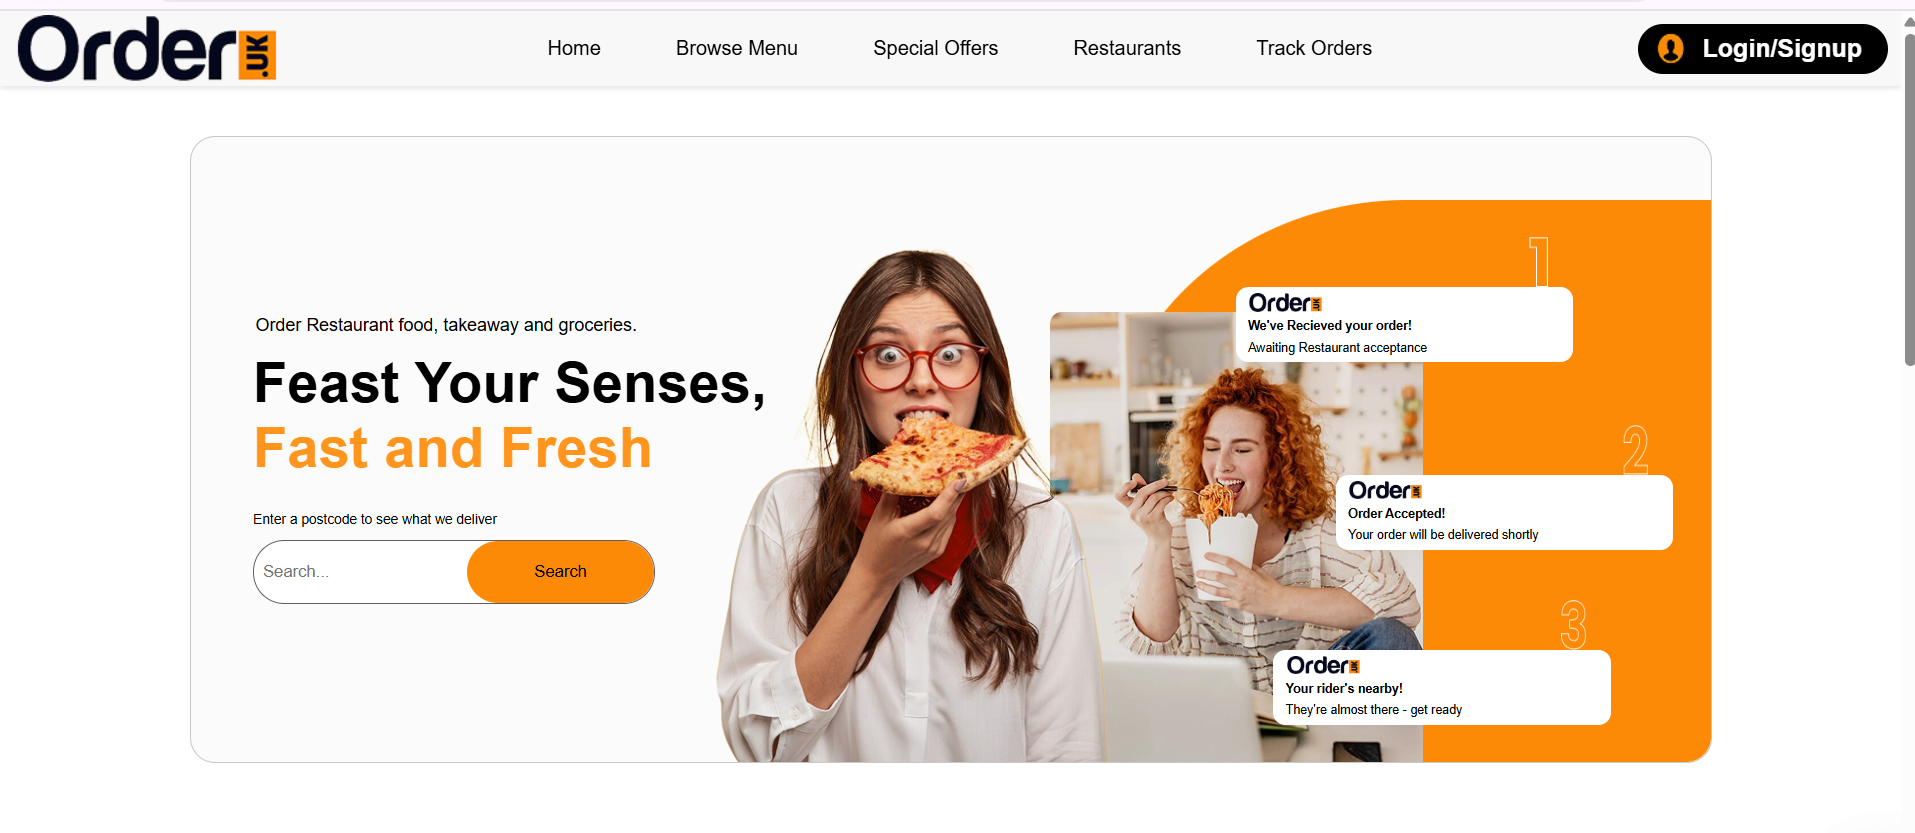 Order.UK
Home
Browse Menu
Special Offers
Restaurants
Track Orders
Login/Signup
Order Restaurant food, takeaway and groceries.
Feast Your Senses,
Fast and Fresh
Enter a postcode to see what we deliver
Search...
Search
1
Order.UK
We've Recieved your order!
Awaiting Restaurant acceptance
2
Order.UK
Order Accepted!
Your order will be delivered shortly
3
Order.UK
Your rider's nearby!
They're almost there - get ready